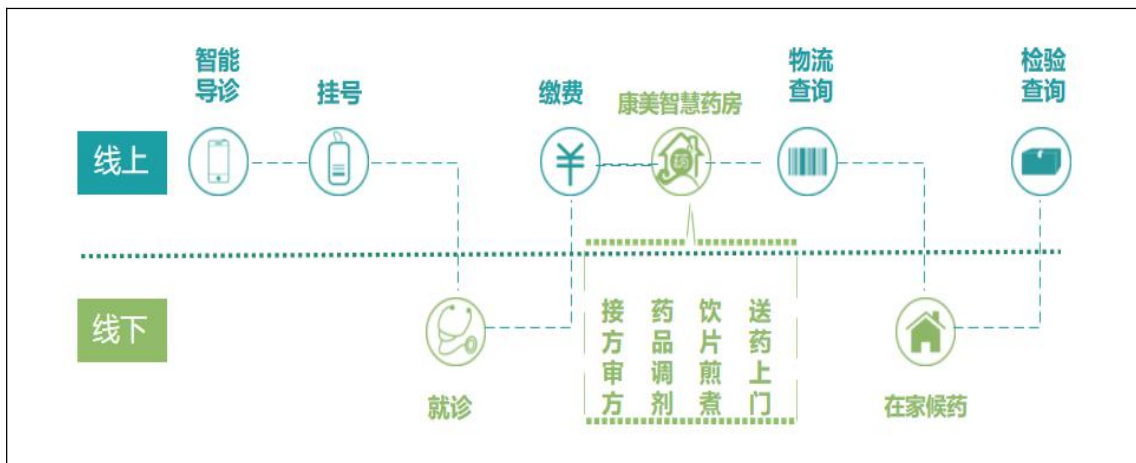 智能
导诊
挂号
缴费
康美智慧药房
物流
查询
检验
查询
线上
药
线下
接方审方
药品调剂
饮片煎煮
送药上门
就诊
在家候药